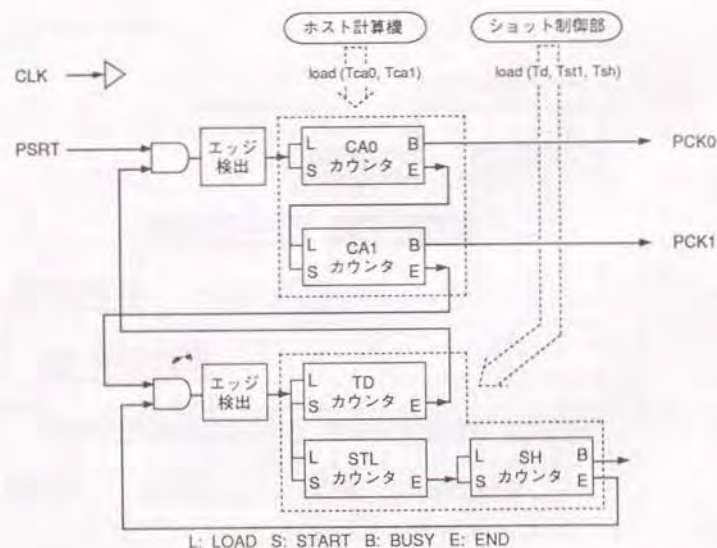 ホスト計算機
ショット制御部
load (Tca0, Tca1)
load (Td, Tst1, Tsh)
CLK
PSRT
エッジ
検出
L CA0 B
S カウンタ E
PCK0
L CA1 B
S カウンタ E
PCK1
エッジ
検出
L TD
S カウンタ E
L STL
S カウンタ E
L SH B
S カウンタ E
L: LOAD S: START B: BUSY E: END